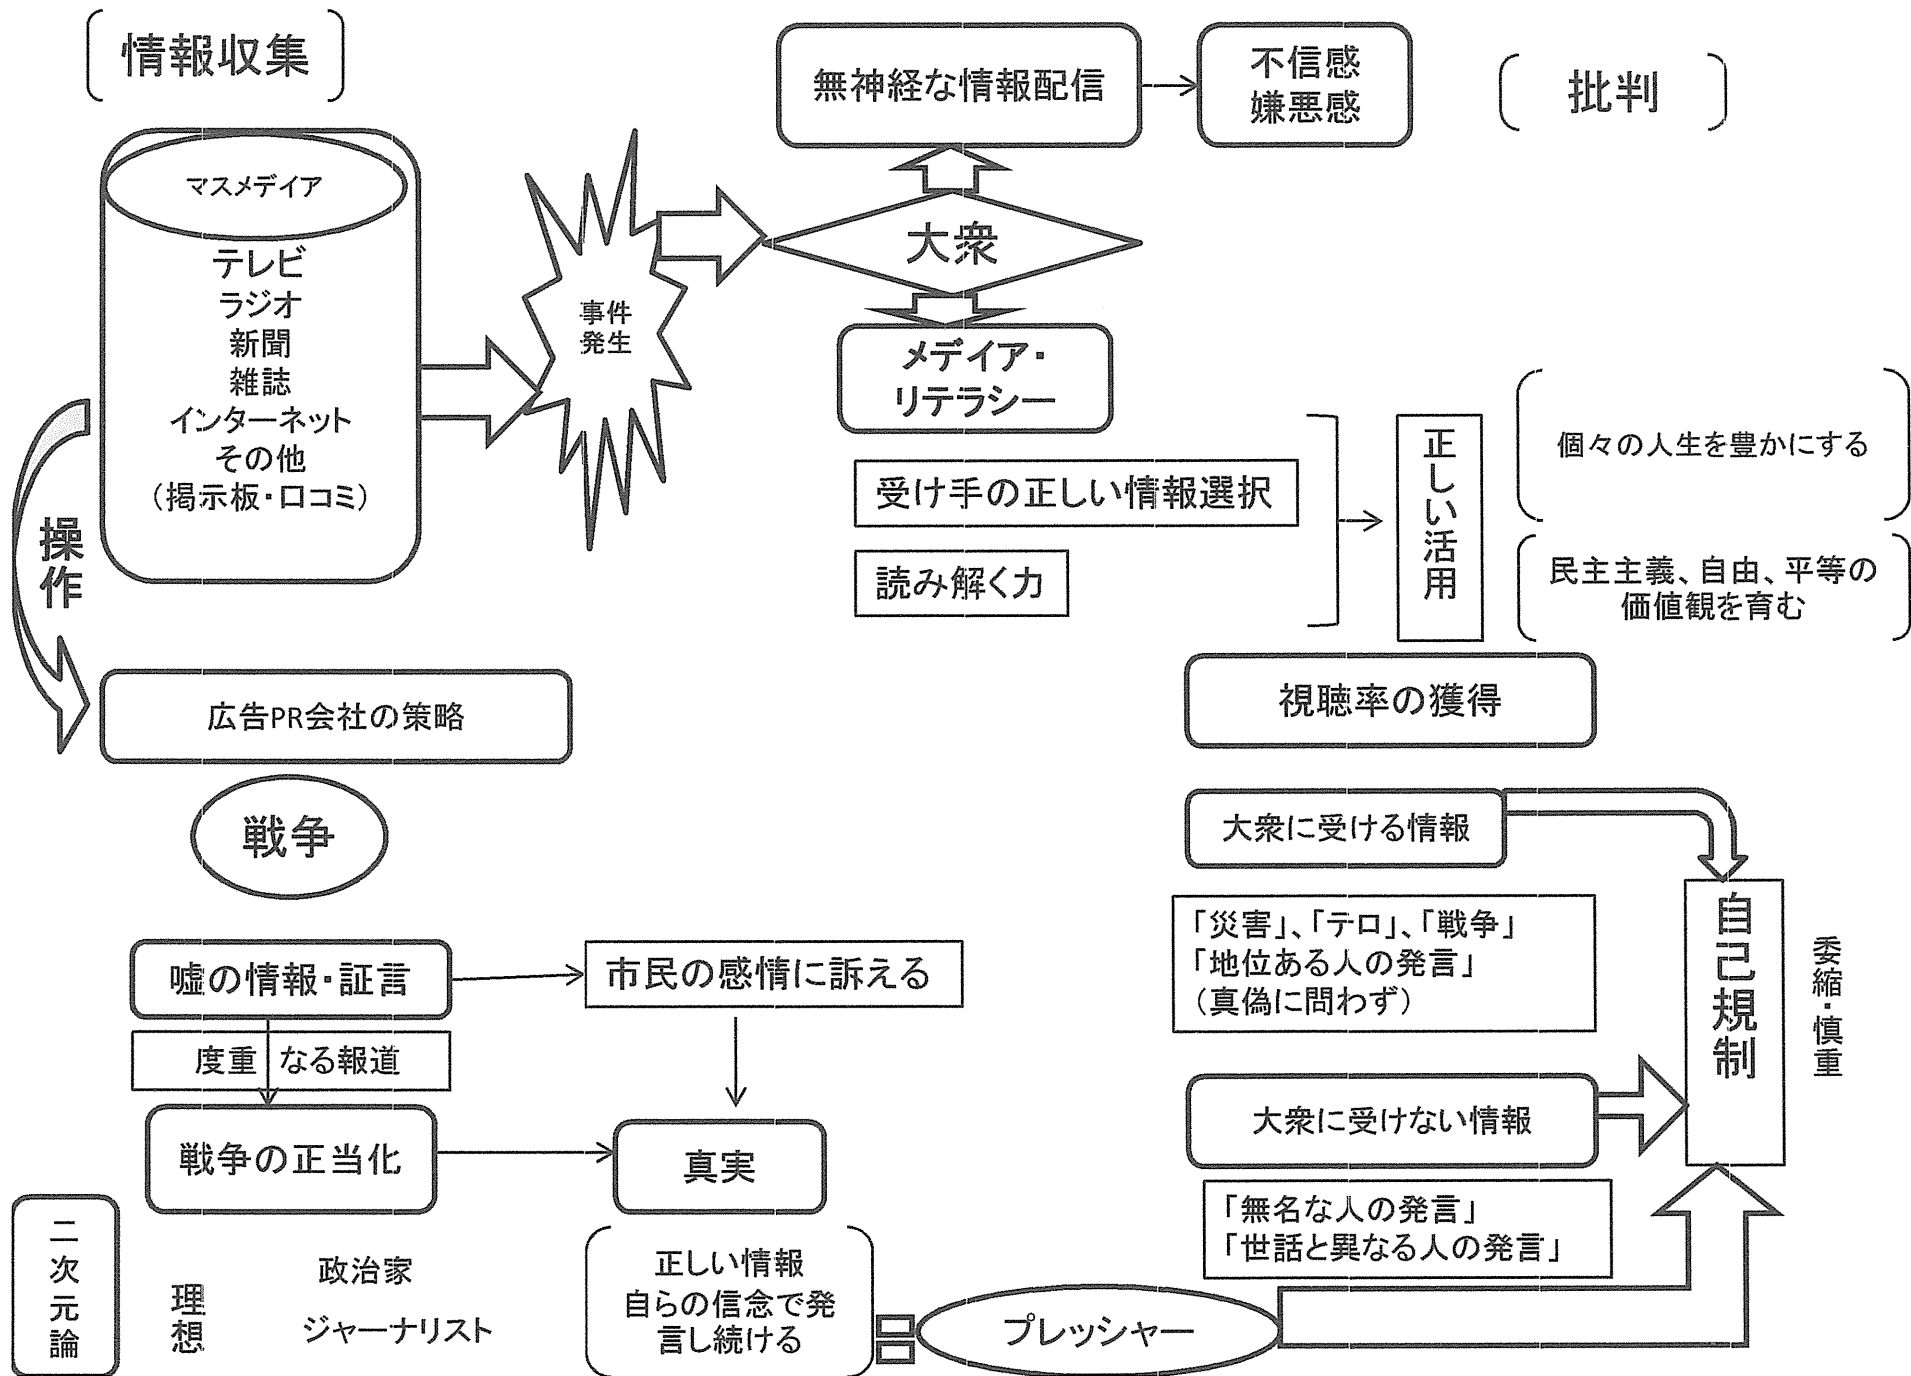 情報収集
マスメデイア
テレビ
ラジオ
新聞
雑誌
インターネット
その他
(掲示板・口コミ)
操作
事件
発生
無神経な情報配信
不信感
嫌悪感
批判
大衆
メデイア・
リテラシー
受け手の正しい情報選択
読み解く力
正しい活用
個々の人生を豊かにする
民主主義、自由、平等の
価値観を育む
広告PR会社の策略
戦争
嘘の情報・証言
市民の感情に訴える
度重なる報道
戦争の正当化
真実
二次元論
理想
政治家
ジャーナリスト
正しい情報
自らの信念で発
言し続ける
プレッシャー
視聴率の獲得
大衆に受ける情報
「災害」、「テロ」、「戦争」
「地位ある人の発言」
(真偽に問わず)
大衆に受けない情報
「無名な人の発言」
「世話と異なる人の発言」
自己規制
委縮・慎重